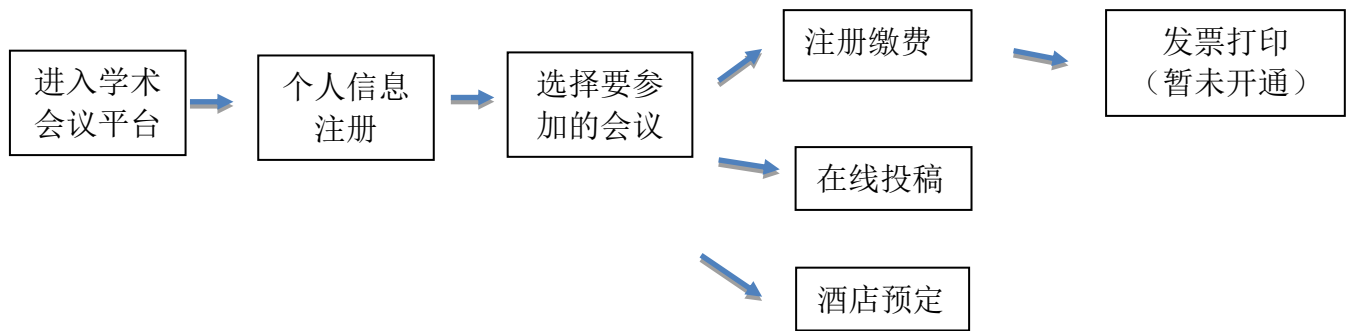 进入学术
会议平台
个人信息
注册
选择要参
加的会议
注册缴费
发票打印
（暂未开通）
在线投稿
酒店预定